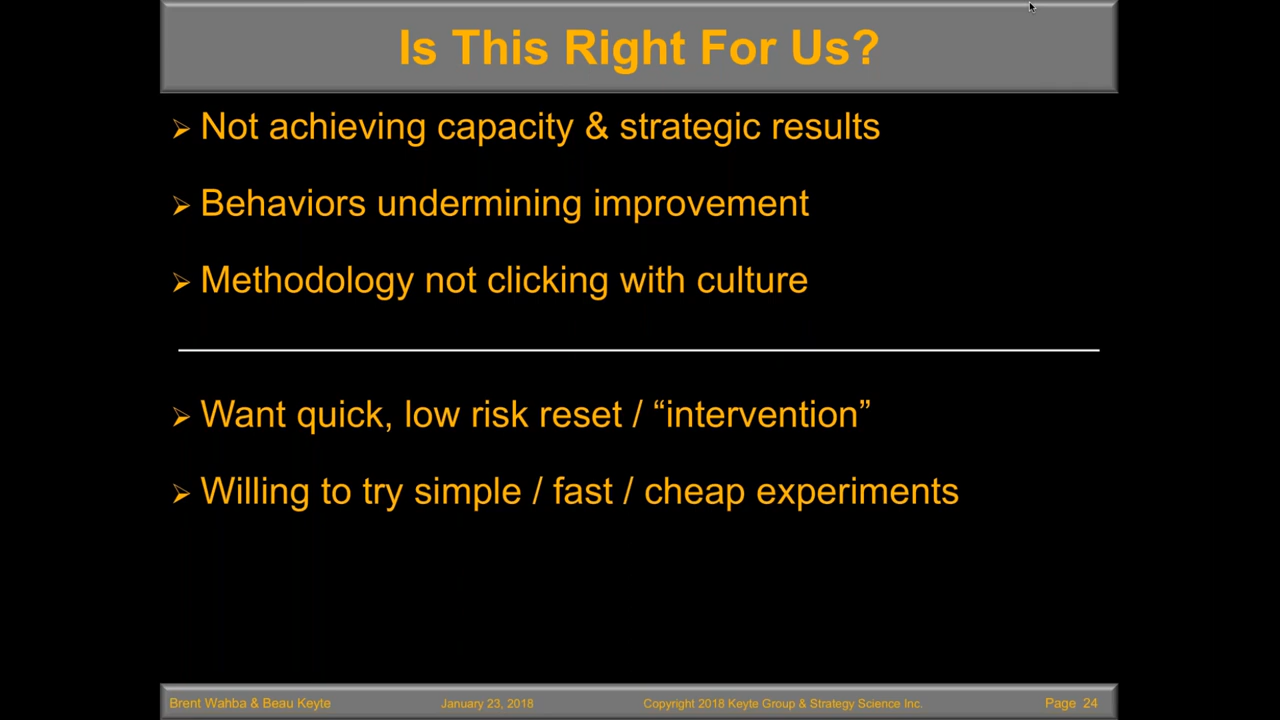 Is This Right For Us?
Not achieving capacity & strategic results
Behaviors undermining improvement
Methodology not clicking with culture
Want quick, low risk reset / “intervention”
Willing to try simple / fast / cheap experiments
Brent Wahba & Beau Keyte January 23, 2018 Copyright 2018 Keyte Group & Strategy Science Inc. Page 24